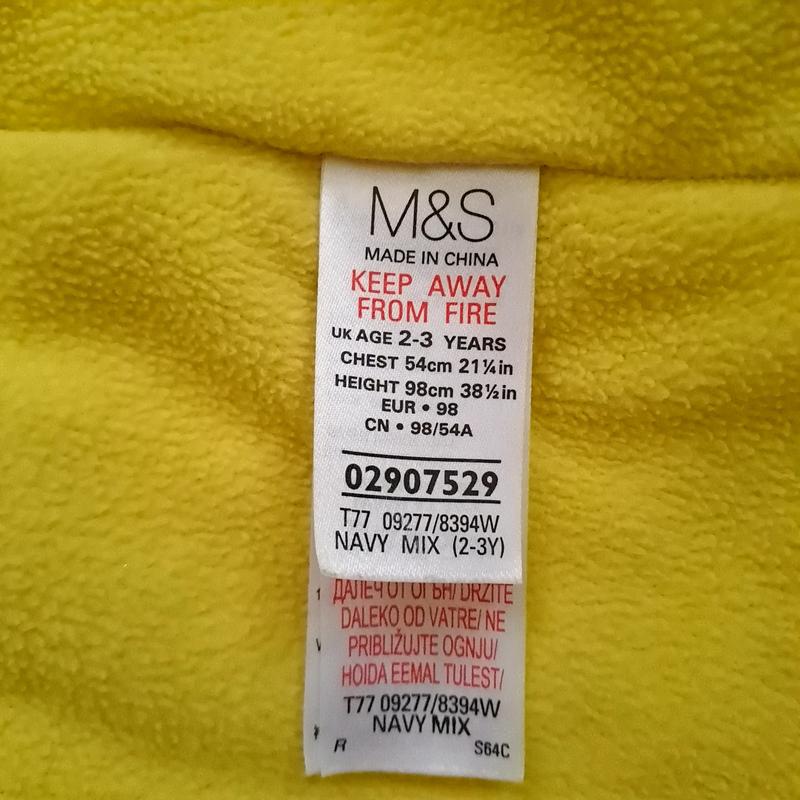 M&S
MADE IN CHINA
KEEP AWAY
FROM FIRE
UK AGE 2-3 YEARS
CHEST 54cm 21¼in
HEIGHT 98cm 38½in
EUR • 98
CN • 98/54A
02907529
T77 09277/8394W
NAVY MIX (2-3Y)
ДАЛЕЧ ОТ ОГЪН/ DRŽITE
DALEKO OD VATRE/ NE
PRIBLIŽUJTE OGNJU/
HOIDA EEMAL TULEST/
T77 09277/8394W
NAVY MIX
R S64C